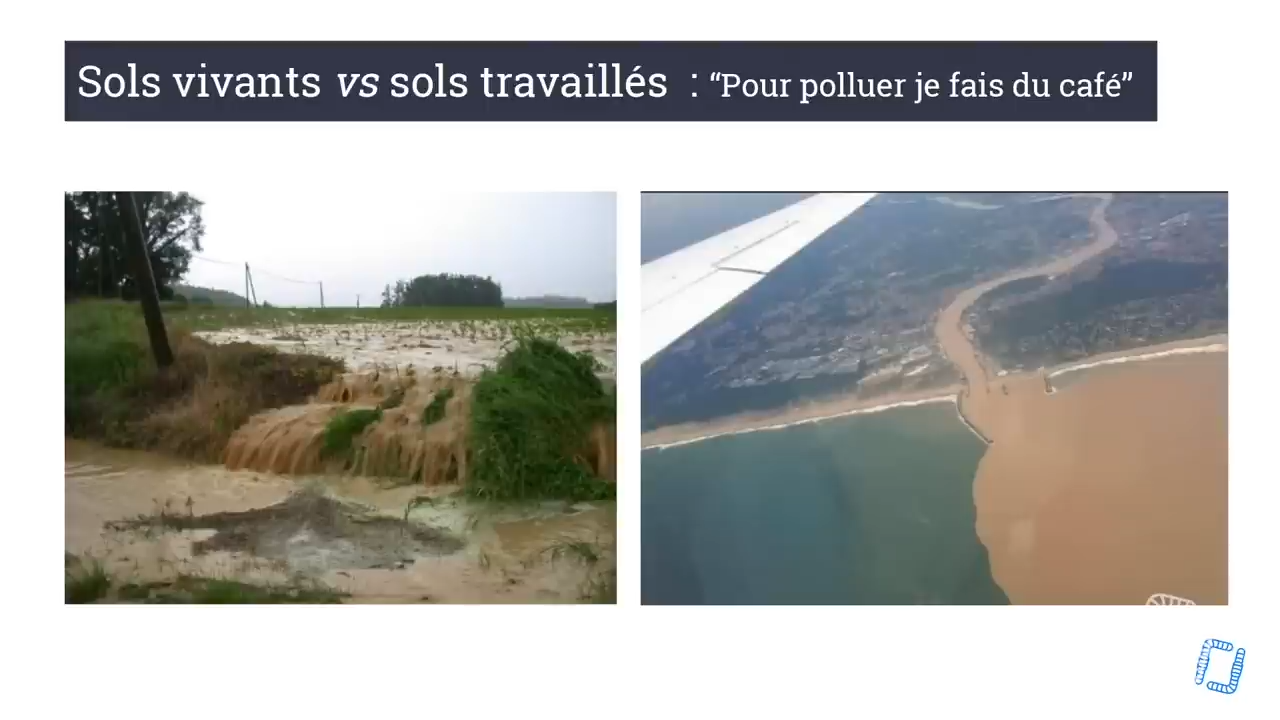 Sols vivants vs sols travaillés : “Pour polluer je fais du café”